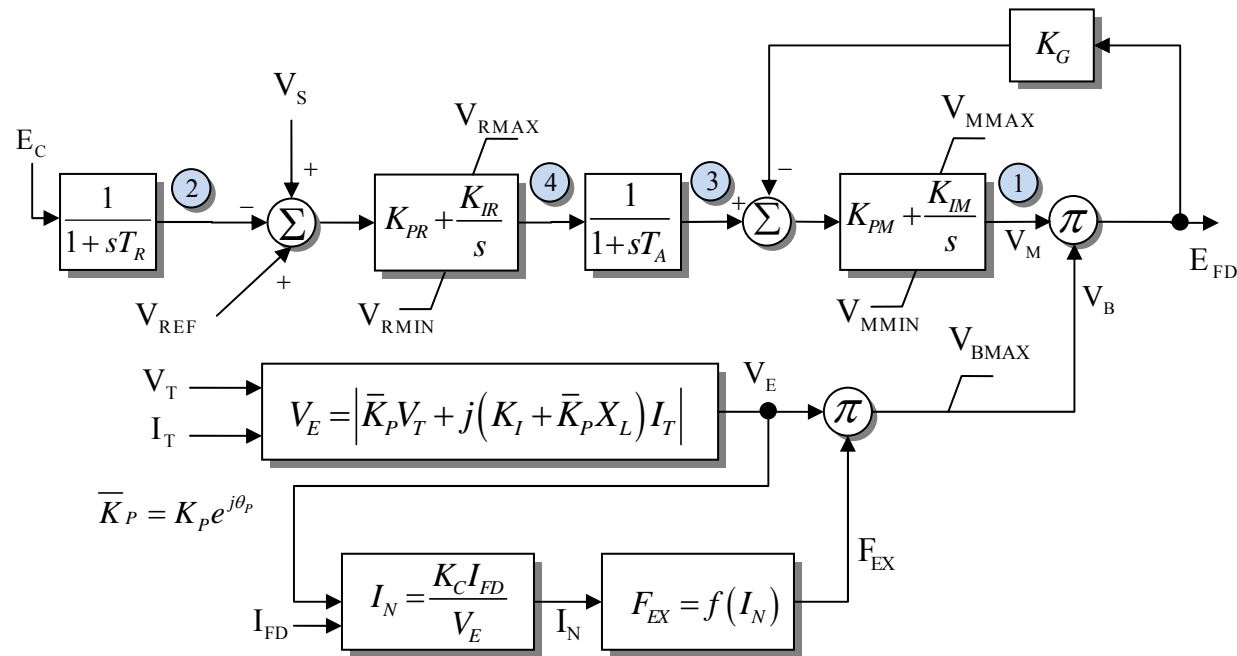 K_G
V_S
V_RMAX
V_MMAX
E_C
1/(1+sT_R)
2
+
−
Σ
+
V_REF
K_PR + K_IR/s
4
V_RMIN
1/(1+sT_A)
3
−
+
Σ
K_PM + K_IM/s
1
V_M
π
V_MMIN
E_FD
V_B
V_BMAX
V_T
I_T
V_E = |K̄_P V_T + j(K_I + K̄_P X_L) I_T|
V_E
π
K̄_P = K_P e^{jθ_P}
F_EX
I_FD
I_N = K_C I_FD / V_E
I_N
F_EX = f(I_N)